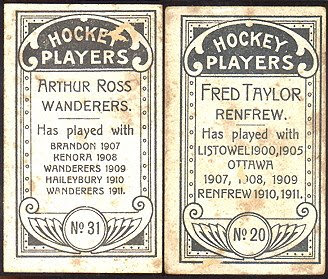 HOCKEY
PLAYERS
ARTHUR ROSS
WANDERERS.
Has played with
BRANDON 1907
KENORA 1908
WANDERERS 1909
HAILEYBURY 1910
WANDERERS 1911.
No 31
HOCKEY
PLAYERS
FRED TAYLOR
RENFREW.
Has played with
LISTOWEL 1900, 1905
OTTAWA
1907, 1908, 1909
RENFREW 1910, 1911.
No 20